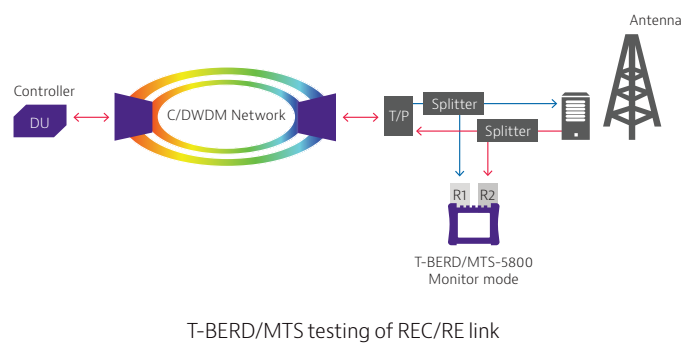 Antenna
Controller
DU
C/DWDM Network
T/P
Splitter
Splitter
R1 R2
T-BERD/MTS-5800
Monitor mode
T-BERD/MTS testing of REC/RE link